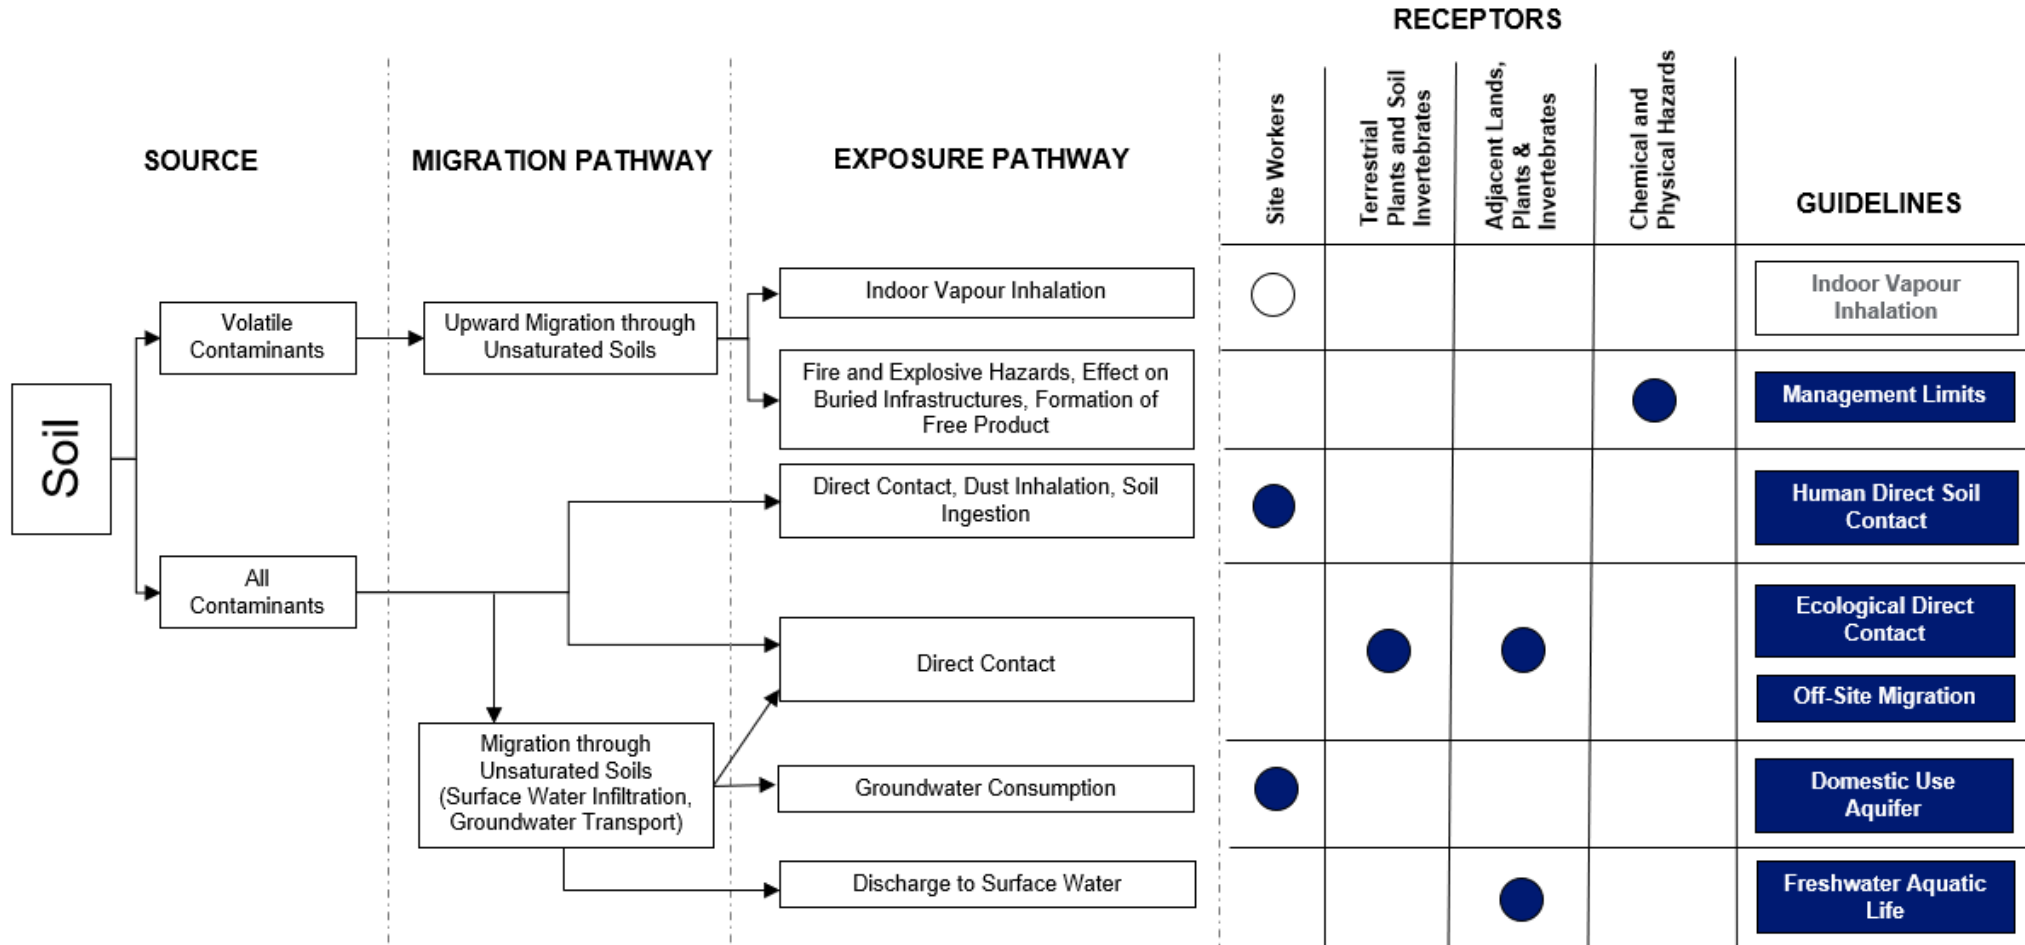 RECEPTORS
SOURCE
MIGRATION PATHWAY
EXPOSURE PATHWAY
Site Workers
Terrestrial
Plants and Soil
Invertebrates
Adjacent Lands,
Plants &
Invertebrates
Chemical and
Physical Hazards
GUIDELINES
Soil
Volatile
Contaminants
Upward Migration through
Unsaturated Soils
Indoor Vapour Inhalation
Indoor Vapour
Inhalation
Fire and Explosive Hazards, Effect on
Buried Infrastructures, Formation of
Free Product
Management Limits
Direct Contact, Dust Inhalation, Soil
Ingestion
Human Direct Soil
Contact
All
Contaminants
Direct Contact
Ecological Direct
Contact
Off-Site Migration
Migration through
Unsaturated Soils
(Surface Water Infiltration,
Groundwater Transport)
Groundwater Consumption
Domestic Use
Aquifer
Discharge to Surface Water
Freshwater Aquatic
Life